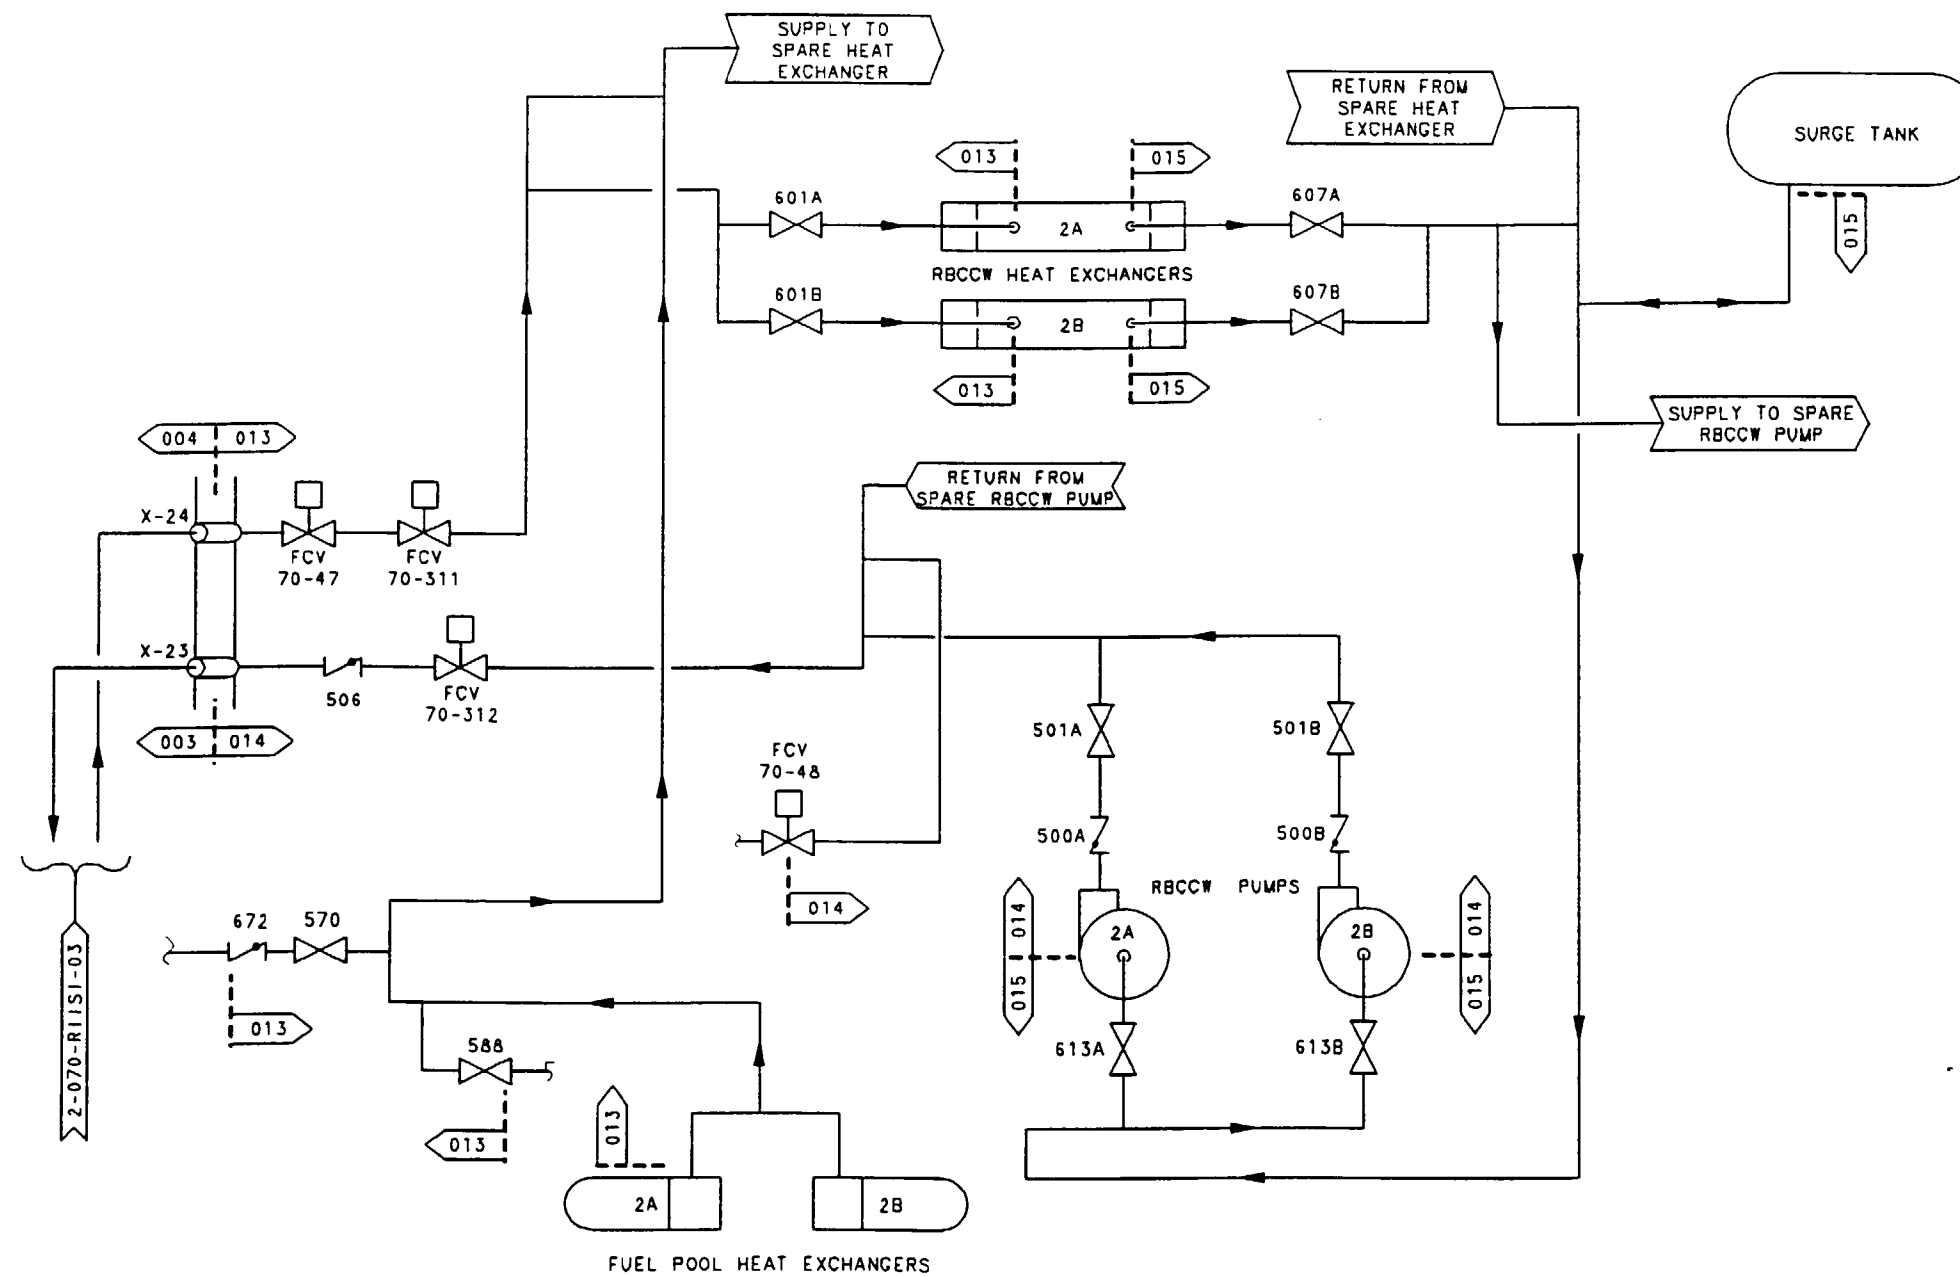 SUPPLY TO
SPARE HEAT
EXCHANGER
RETURN FROM
SPARE HEAT
EXCHANGER
SURGE TANK
013
015
015
601A
607A
2A
RBCCW HEAT EXCHANGERS
601B
607B
2B
013
015
SUPPLY TO SPARE
RBCCW PUMP
004
013
RETURN FROM
SPARE RBCCW PUMP
X-24
FCV
70-47
FCV
70-311
X-23
506
FCV
70-312
003
014
501A
501B
FCV
70-48
500A
500B
RBCCW PUMPS
014
015
2A
2B
014
015
014
672
570
013
2-070-R1ISI-03
588
013
613A
613B
013
2A
2B
FUEL POOL HEAT EXCHANGERS